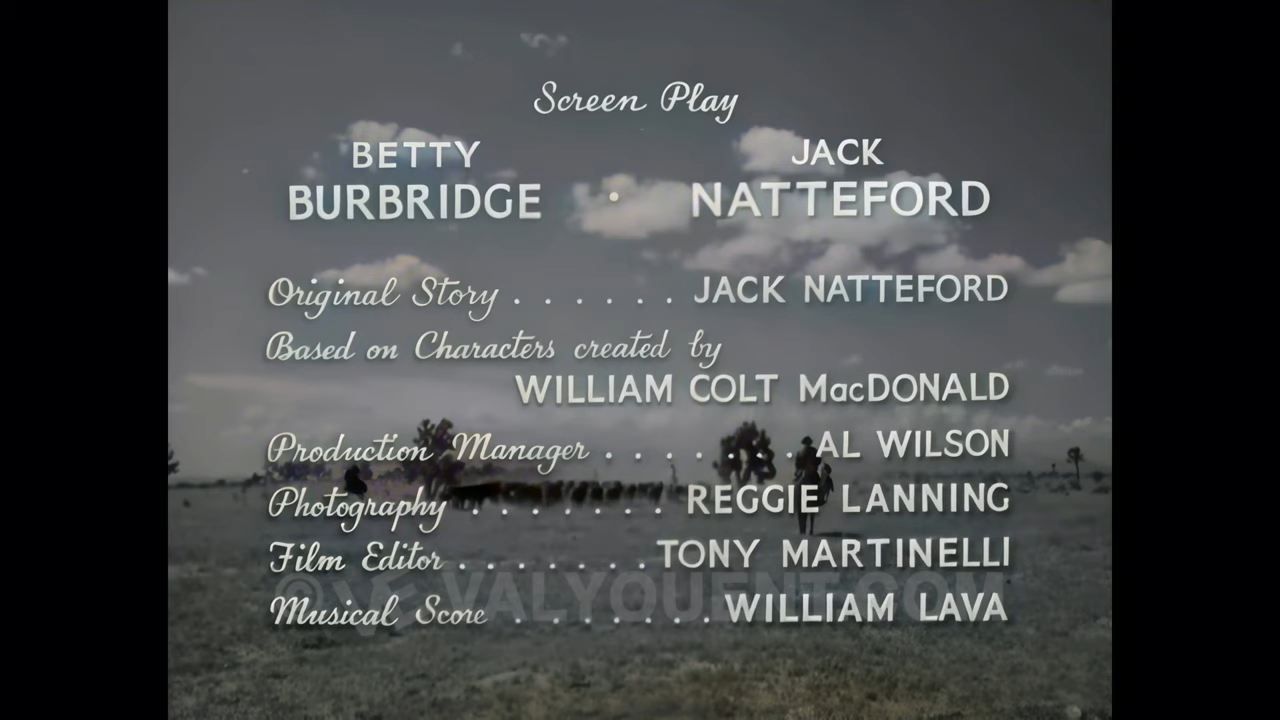 Screen Play
BETTY JACK
BURBRIDGE · NATTEFORD
Original Story . . . . . . JACK NATTEFORD
Based on Characters created by
WILLIAM COLT MacDONALD
Production Manager . . . . . . . AL WILSON
Photography . . . . . . . REGGIE LANNING
Film Editor . . . . . . . TONY MARTINELLI
© VALYOUENT.COM
Musical Score . . . . . . . WILLIAM LAVA